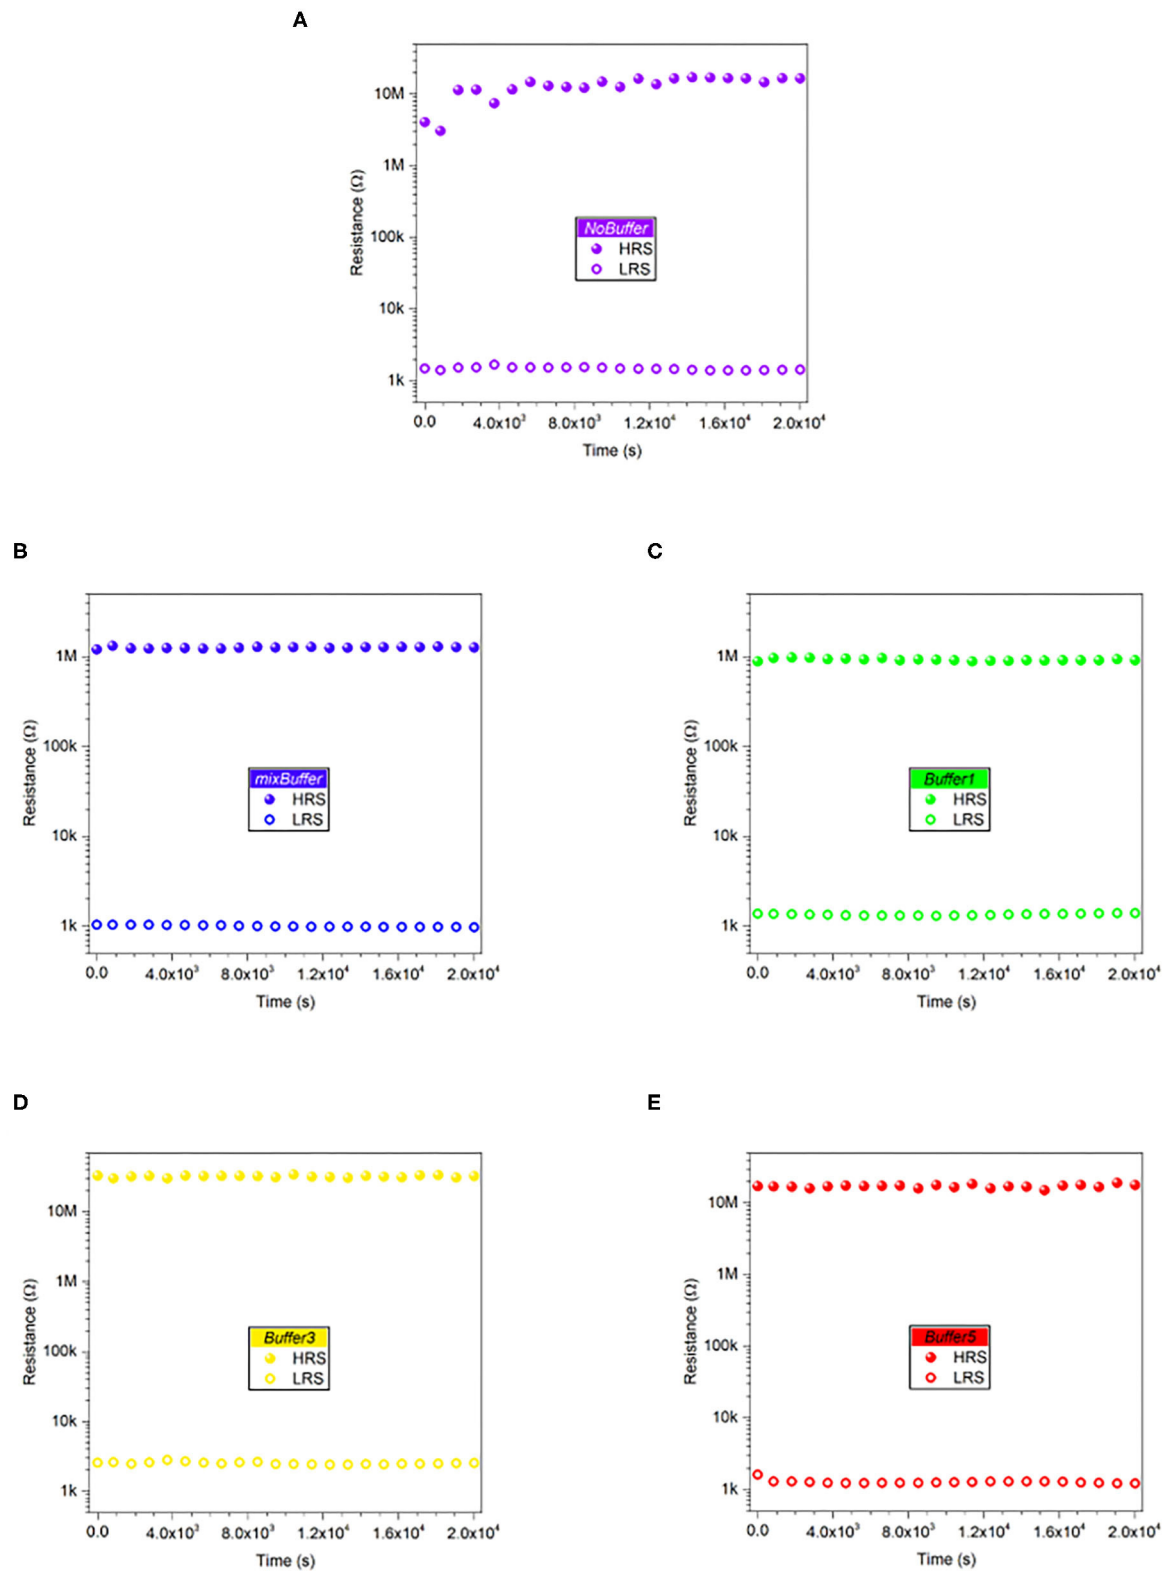 A
10M
1M
100k
10k
1k
Resistance (Ω)
NoBuffer
HRS
LRS
0.0 4.0x10³ 8.0x10³ 1.2x10⁴ 1.6x10⁴ 2.0x10⁴
Time (s)
B
1M
100k
10k
1k
Resistance (Ω)
mixBuffer
HRS
LRS
0.0 4.0x10³ 8.0x10³ 1.2x10⁴ 1.6x10⁴ 2.0x10⁴
Time (s)
C
1M
100k
10k
1k
Resistance (Ω)
Buffer1
HRS
LRS
0.0 4.0x10³ 8.0x10³ 1.2x10⁴ 1.6x10⁴ 2.0x10⁴
Time (s)
D
10M
1M
100k
10k
1k
Resistance (Ω)
Buffer3
HRS
LRS
0.0 4.0x10³ 8.0x10³ 1.2x10⁴ 1.6x10⁴ 2.0x10⁴
Time (s)
E
10M
1M
100k
10k
1k
Resistance (Ω)
Buffer5
HRS
LRS
0.0 4.0x10³ 8.0x10³ 1.2x10⁴ 1.6x10⁴ 2.0x10⁴
Time (s)